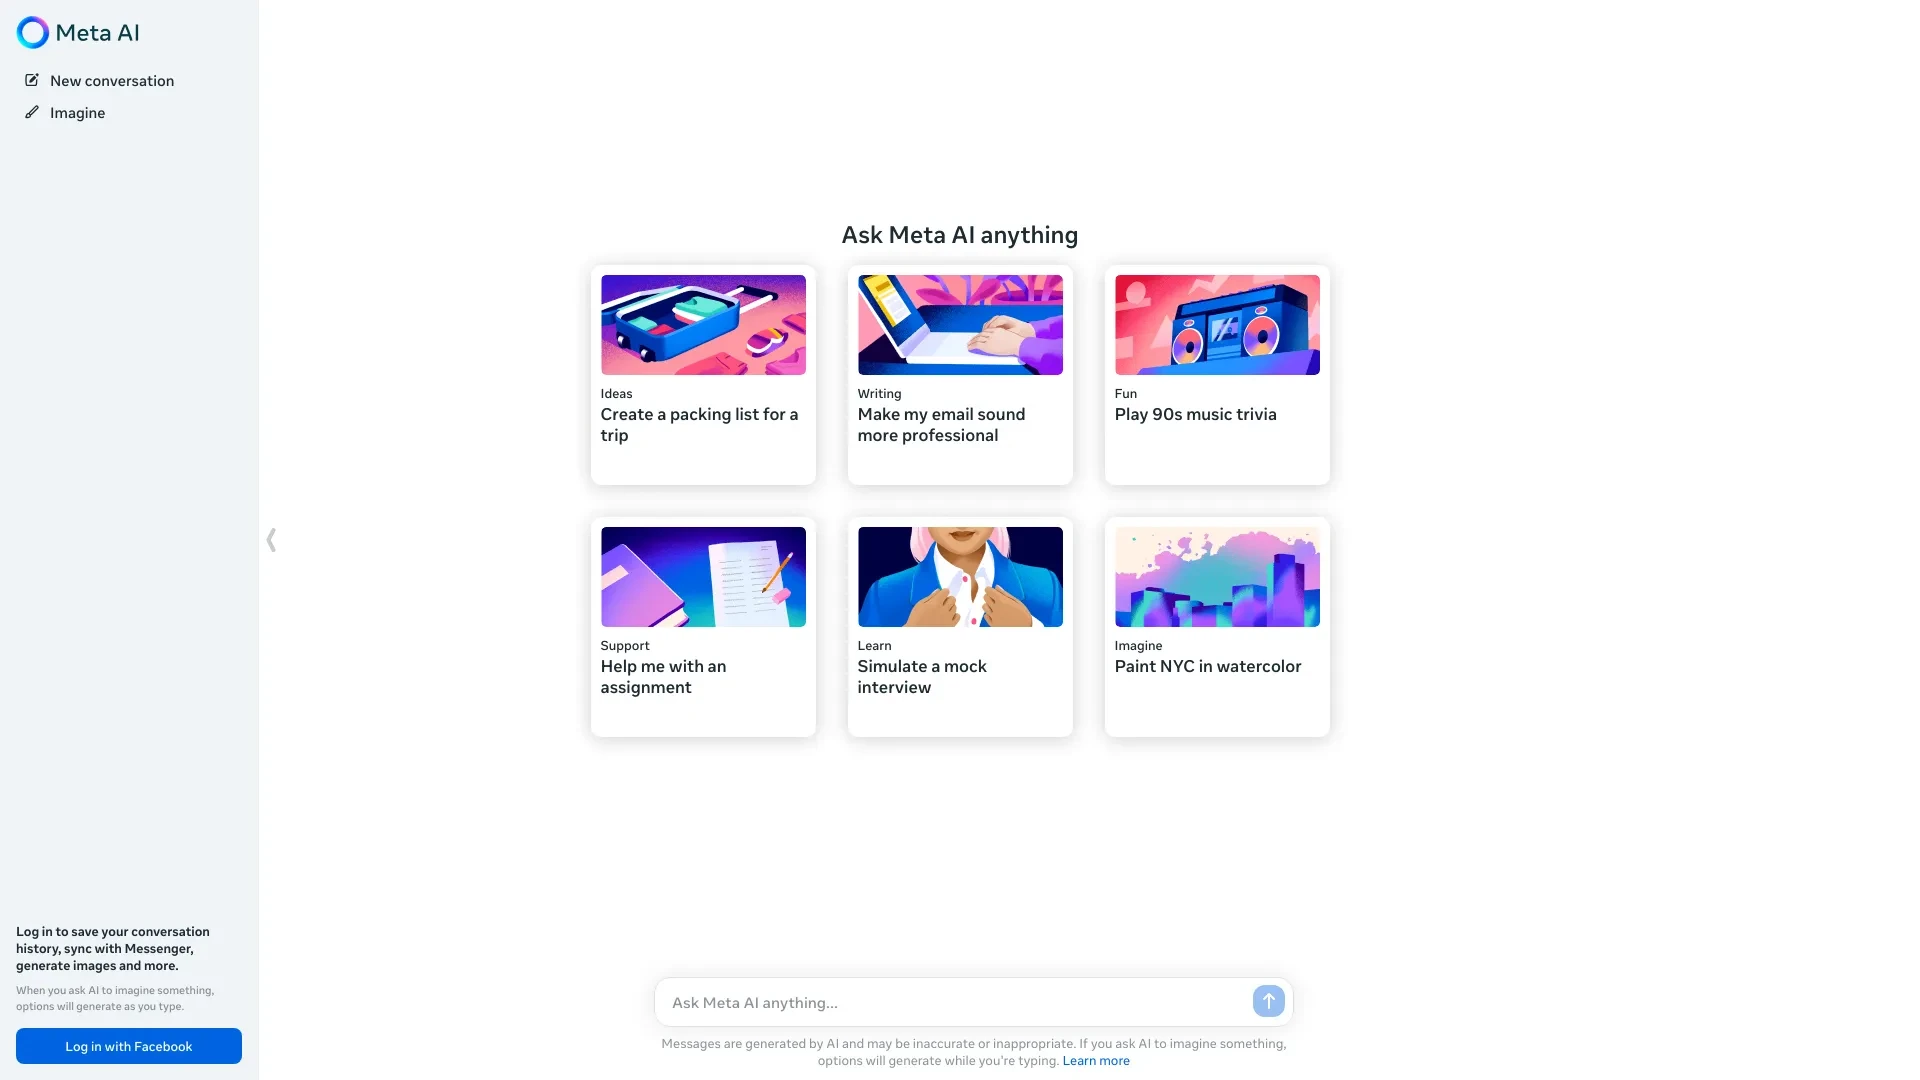 Meta AI
New conversation
Imagine
Ask Meta AI anything
Ideas
Create a packing list for a
trip
Writing
Make my email sound
more professional
Fun
Play 90s music trivia
Support
Help me with an
assignment
Learn
Simulate a mock
interview
Imagine
Paint NYC in watercolor
Log in to save your conversation
history, sync with Messenger,
generate images and more.
When you ask AI to imagine something,
options will generate as you type.
Log in with Facebook
Ask Meta AI anything...
Messages are generated by AI and may be inaccurate or inappropriate. If you ask AI to imagine something,
options will generate while you're typing. Learn more